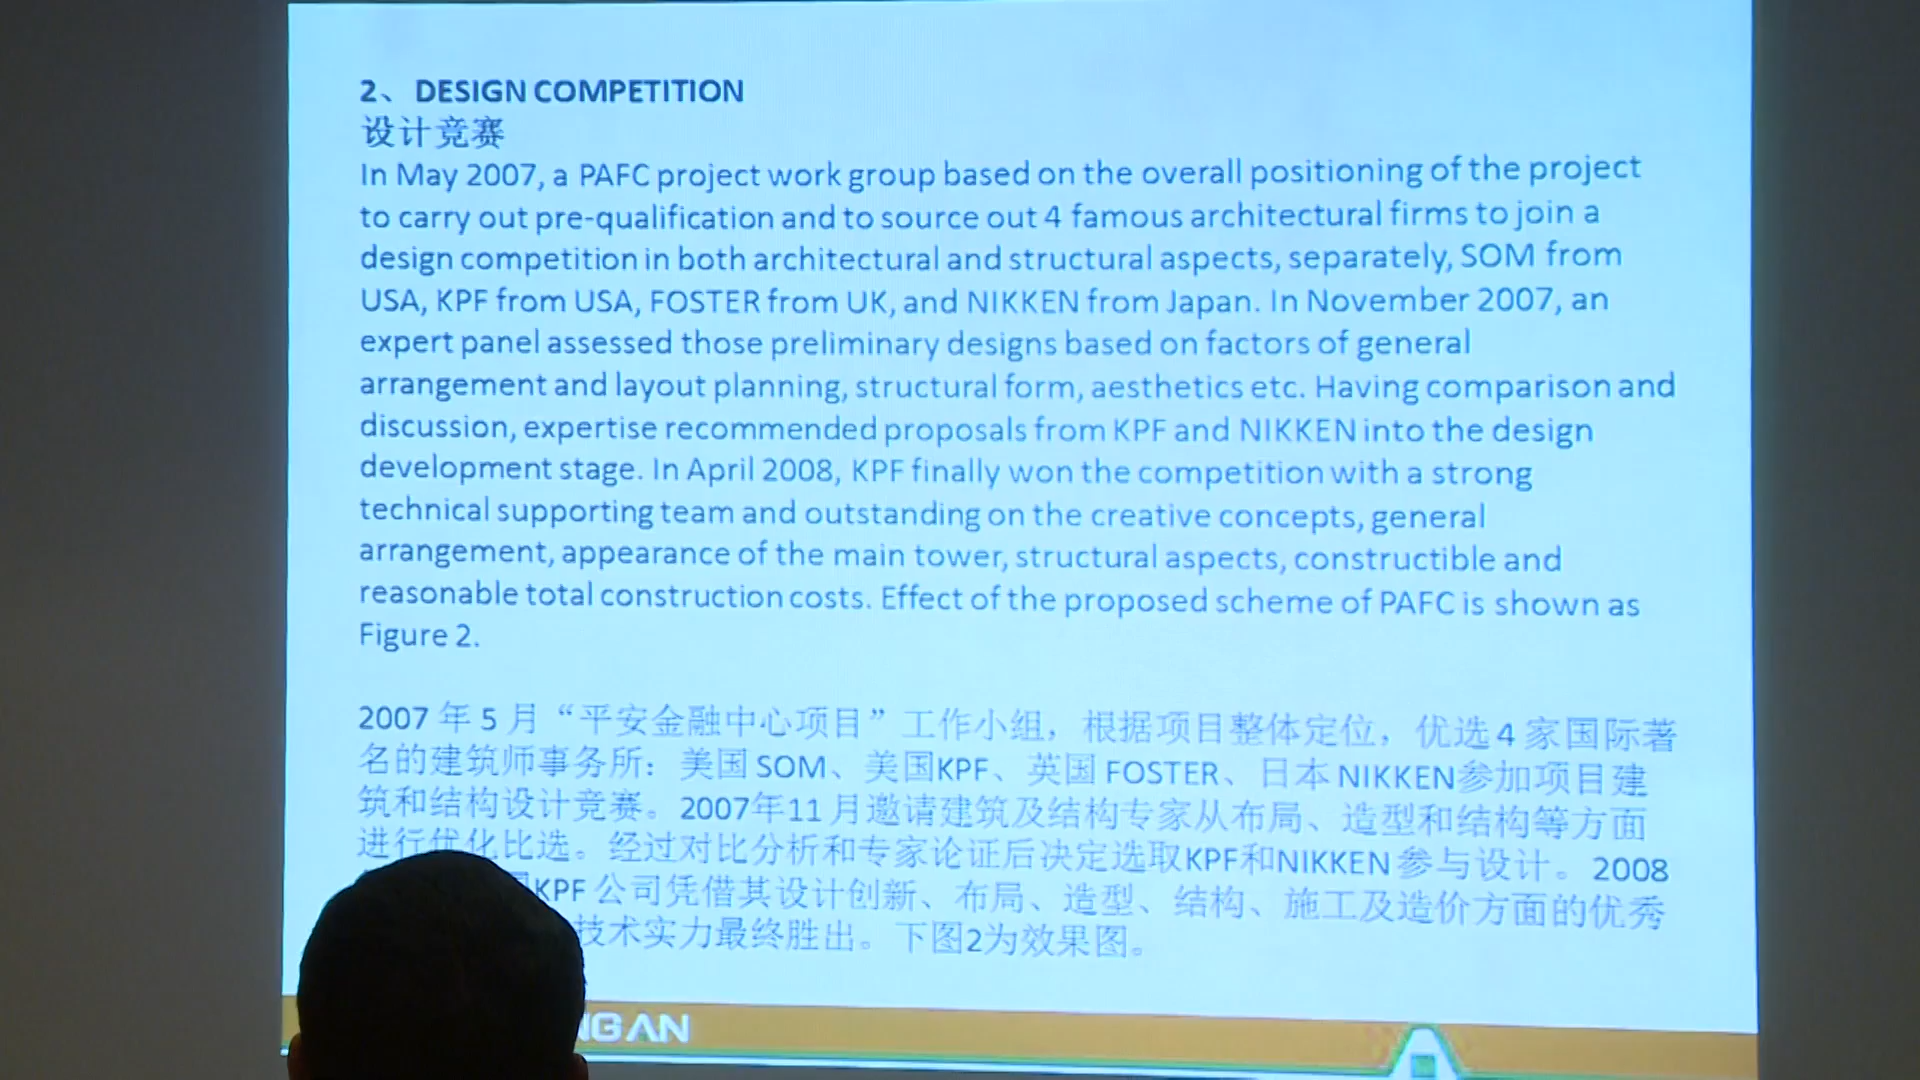 2、 DESIGN COMPETITION
设计竞赛
In May 2007, a PAFC project work group based on the overall positioning of the project
to carry out pre-qualification and to source out 4 famous architectural firms to join a
design competition in both architectural and structural aspects, separately, SOM from
USA, KPF from USA, FOSTER from UK, and NIKKEN from Japan. In November 2007, an
expert panel assessed those preliminary designs based on factors of general
arrangement and layout planning, structural form, aesthetics etc. Having comparison and
discussion, expertise recommended proposals from KPF and NIKKEN into the design
development stage. In April 2008, KPF finally won the competition with a strong
technical supporting team and outstanding on the creative concepts, general
arrangement, appearance of the main tower, structural aspects, constructible and
reasonable total construction costs. Effect of the proposed scheme of PAFC is shown as
Figure 2.
2007 年 5 月“平安金融中心项目”工作小组，根据项目整体定位，优选 4 家国际著
名的建筑师事务所：美国 SOM、美国KPF、英国 FOSTER、日本 NIKKEN参加项目建
筑和结构设计竞赛。2007年11 月邀请建筑及结构专家从布局、造型和结构等方面
进行优化比选。经过对比分析和专家论证后决定选取KPF和NIKKEN 参与设计。2008
KPF 公司凭借其设计创新、布局、造型、结构、施工及造价方面的优秀
技术实力最终胜出。下图2为效果图。
NGAN